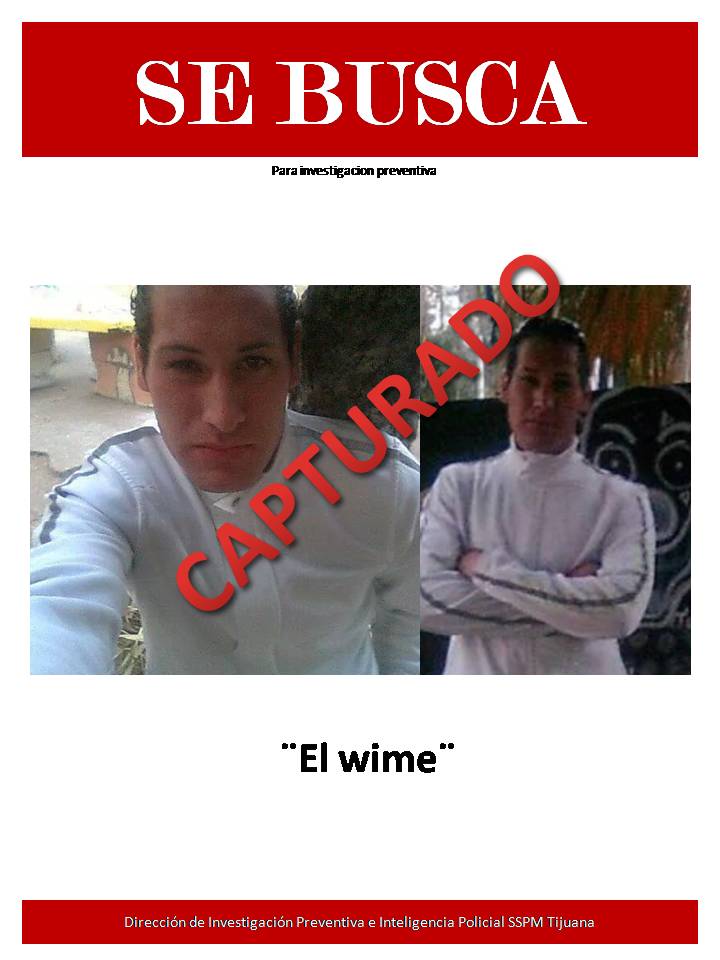 SE BUSCA
Para investigacion preventiva
CAPTURADO
¨El wime¨
Dirección de Investigación Preventiva e Inteligencia Policial SSPM Tijuana